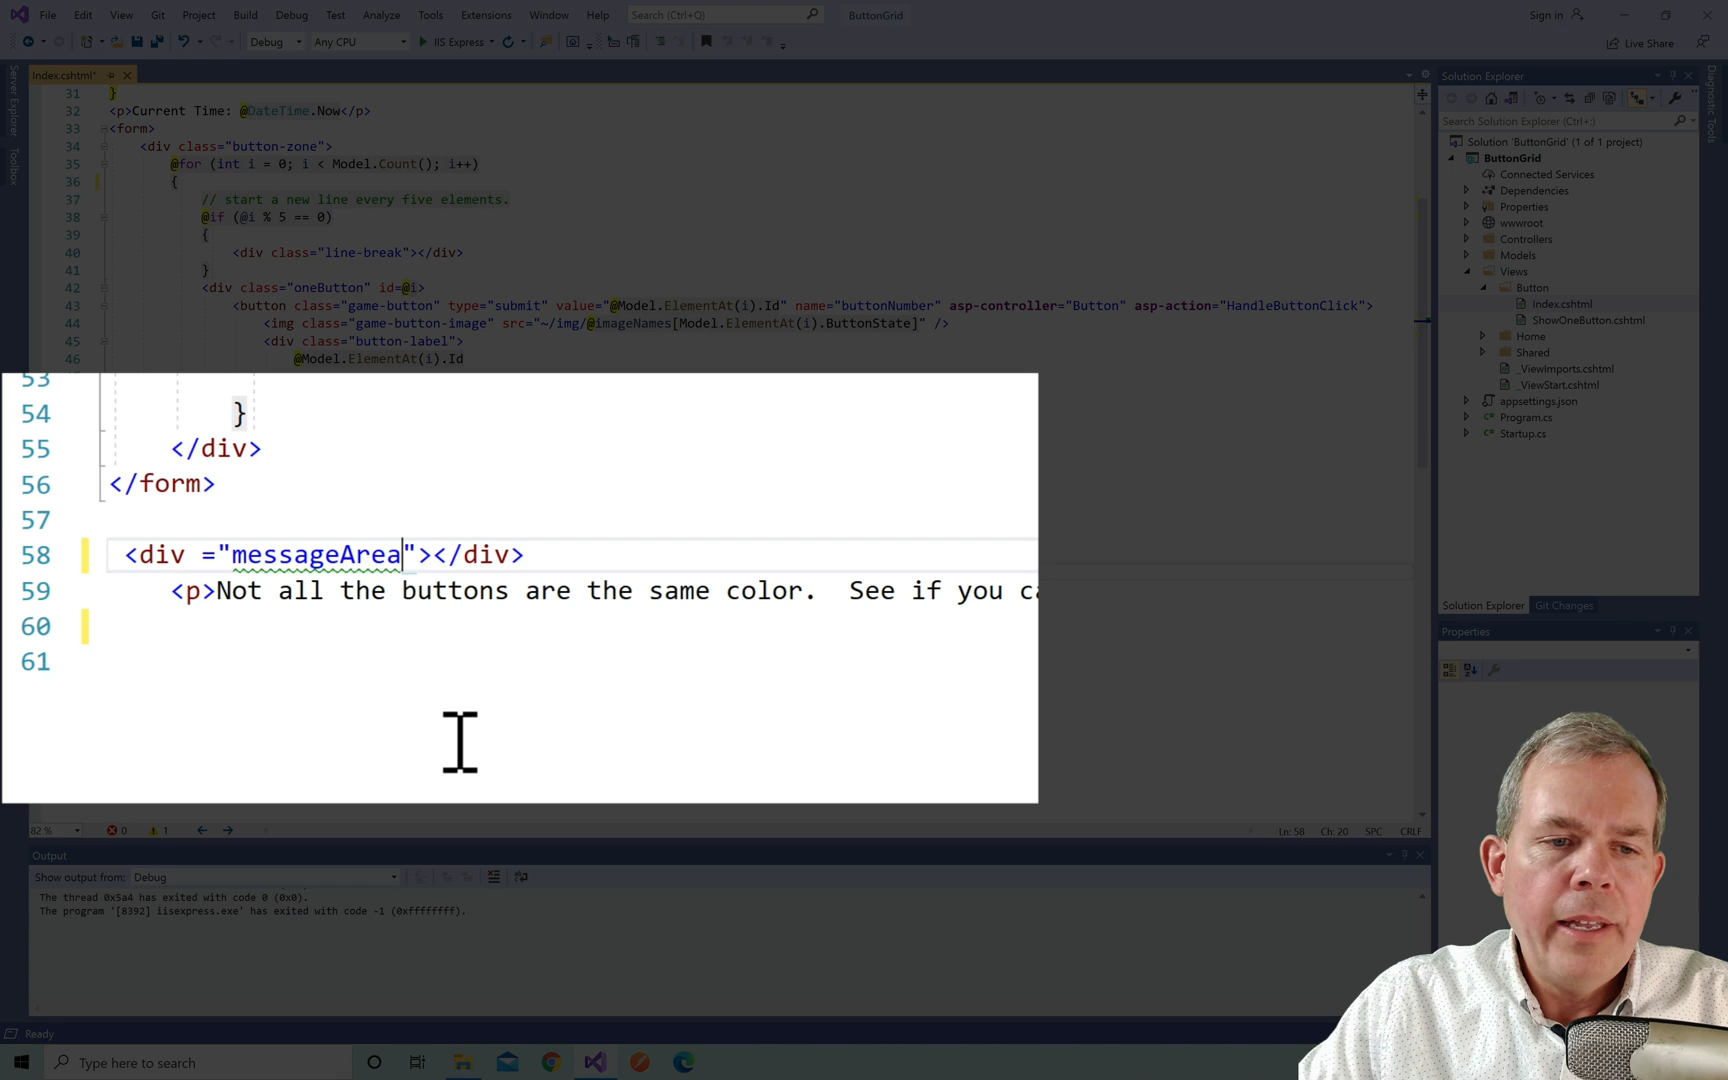 File Edit View Git Project Build Debug Test Analyze Tools Extensions Window Help Search (Ctrl+Q) ButtonGrid Sign in
Debug Any CPU IIS Express Live Share
Server Explorer
Toolbox
Index.cshtml*
31 }
32 <p>Current Time: @DateTime.Now</p>
33 <form>
34 <div class="button-zone">
35 @for (int i = 0; i < Model.Count(); i++)
36 {
37 // start a new line every five elements.
38 @if (@i % 5 == 0)
39 {
40 <div class="line-break"></div>
41 }
42 <div class="oneButton" id=@i>
43 <button class="game-button" type="submit" value="@Model.ElementAt(i).Id" name="buttonNumber" asp-controller="Button" asp-action="HandleButtonClick">
44 <img class="game-button-image" src="~/img/@imageNames[Model.ElementAt(i).ButtonState]" />
45 <div class="button-label">
46 @Model.ElementAt(i).Id
53
54 }
55 </div>
56 </form>
57
58 <div ="messageArea"></div>
59 <p>Not all the buttons are the same color.  See if you ca
60
61
82 % 0 1 Ln: 58 Ch: 20 SPC CRLF
Output
Show output from: Debug
The thread 0x5a4 has exited with code 0 (0x0).
The program '[8392] iisexpress.exe' has exited with code -1 (0xffffffff).
Solution Explorer
Search Solution Explorer (Ctrl+;)
Solution 'ButtonGrid' (1 of 1 project)
ButtonGrid
Connected Services
Dependencies
Properties
wwwroot
Controllers
Models
Views
Button
Index.cshtml
ShowOneButton.cshtml
Home
Shared
_ViewImports.cshtml
_ViewStart.cshtml
appsettings.json
Program.cs
Startup.cs
Solution Explorer Git Changes
Properties
Diagnostic Tools
Ready
Type here to search